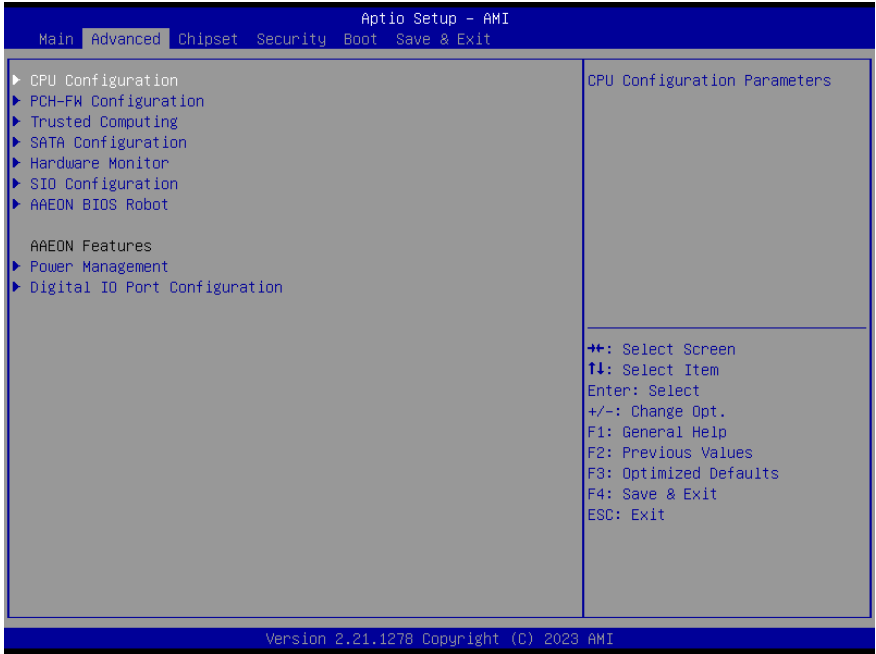 Aptio Setup – AMI
Main Advanced Chipset Security Boot Save & Exit
▶ CPU Configuration
▶ PCH-FW Configuration
▶ Trusted Computing
▶ SATA Configuration
▶ Hardware Monitor
▶ SIO Configuration
▶ AAEON BIOS Robot
AAEON Features
▶ Power Management
▶ Digital IO Port Configuration
CPU Configuration Parameters
→←: Select Screen
↑↓: Select Item
Enter: Select
+/-: Change Opt.
F1: General Help
F2: Previous Values
F3: Optimized Defaults
F4: Save & Exit
ESC: Exit
Version 2.21.1278 Copyright (C) 2023 AMI